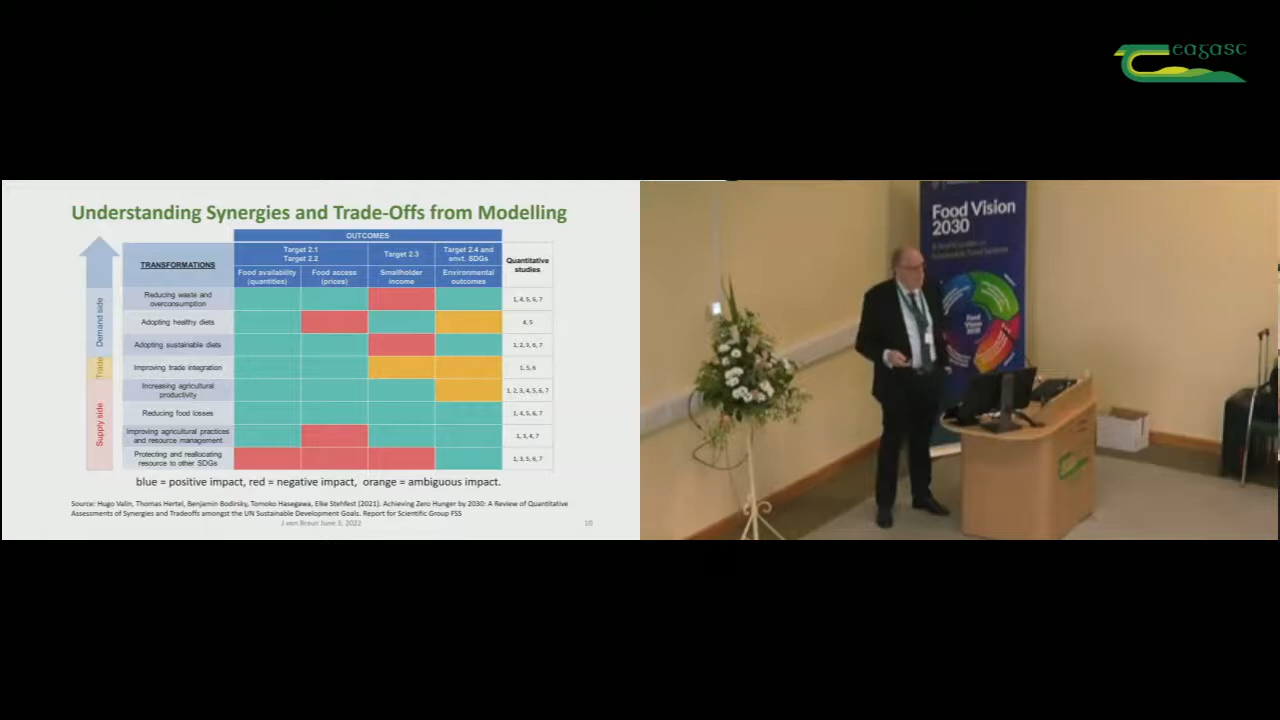 teagasc
Understanding Synergies and Trade-Offs from Modelling
OUTCOMES
TRANSFORMATIONS
Target 2.1
Target 2.2
Target 2.3
Target 2.4 and
envt. SDGs
Quantitative
studies
Food availability
(quantities)
Food access
(prices)
Smallholder
income
Environmental
outcomes
Demand side
Trade
Supply side
Reducing waste and
overconsumption
1, 4, 5, 6, 7
Adopting healthy diets
4, 5
Adopting sustainable diets
1, 2, 3, 6, 7
Improving trade integration
1, 5, 6
Increasing agricultural
productivity
1, 2, 3, 4, 5, 6, 7
Reducing food losses
1, 4, 5, 6, 7
Improving agricultural practices
and resource management
1, 3, 4, 7
Protecting and reallocating
resource to other SDGs
1, 3, 5, 6, 7
blue = positive impact, red = negative impact, orange = ambiguous impact.
Source: Hugo Valin, Thomas Hertel, Benjamin Bodirsky, Tomoko Hasegawa, Elke Stehfest (2021). Achieving Zero Hunger by 2030: A Review of Quantitative
Assessments of Synergies and Tradeoffs amongst the UN Sustainable Development Goals. Report for Scientific Group FSS
J von Braun June 3, 2022
10
Food Vision
2030
Food
Vision
2030